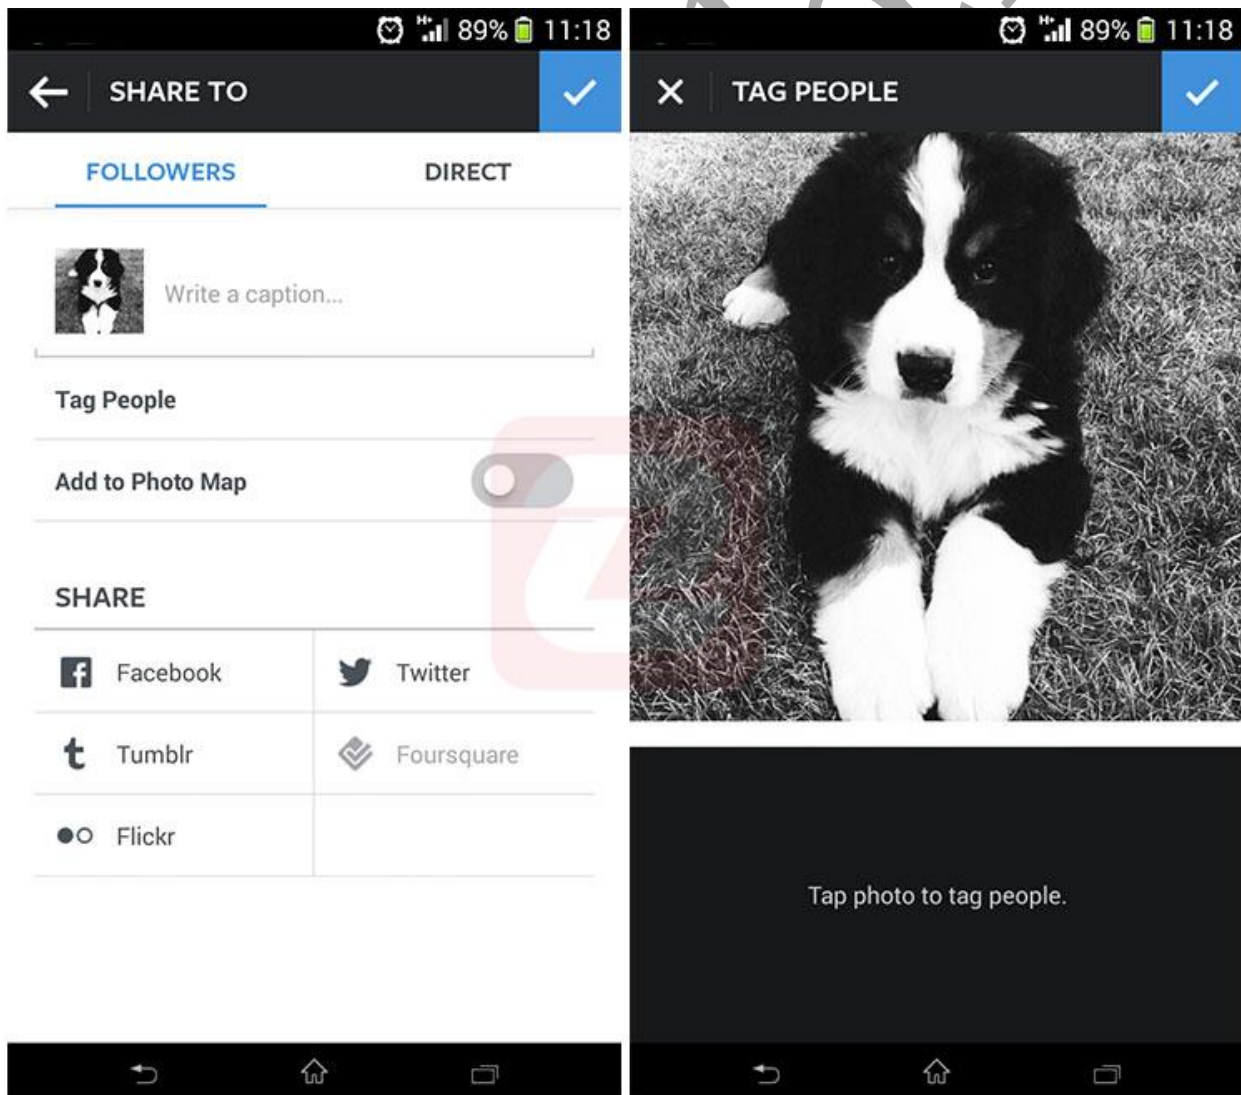 89% 11:18
SHARE TO
FOLLOWERS DIRECT
Write a caption...
Tag People
Add to Photo Map
SHARE
Facebook Twitter
Tumblr Foursquare
Flickr
89% 11:18
TAG PEOPLE
Tap photo to tag people.